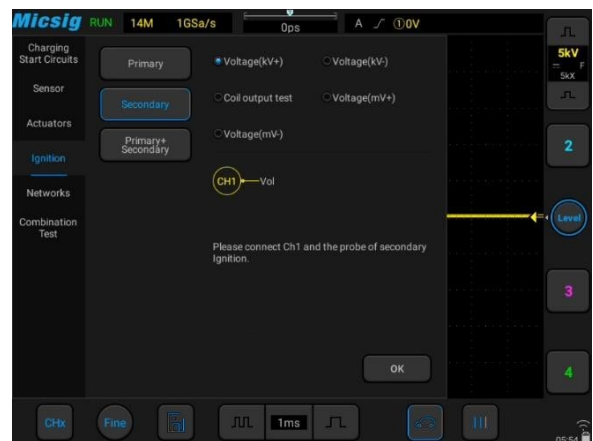 Micsig RUN 14M 1GSa/s 0ps A ①0V
Charging
Start Circuits
Sensor
Actuators
Ignition
Networks
Combination
Test
Primary
Secondary
Primary+
Secondary
Voltage(kV+) Voltage(kV-)
Coil output test Voltage(mV+)
Voltage(mV-)
CH1 Vol
Please connect Ch1 and the probe of secondary
Ignition.
OK
5kV
F
5kX
2
Level
3
4
CHx Fine 1ms
05:54